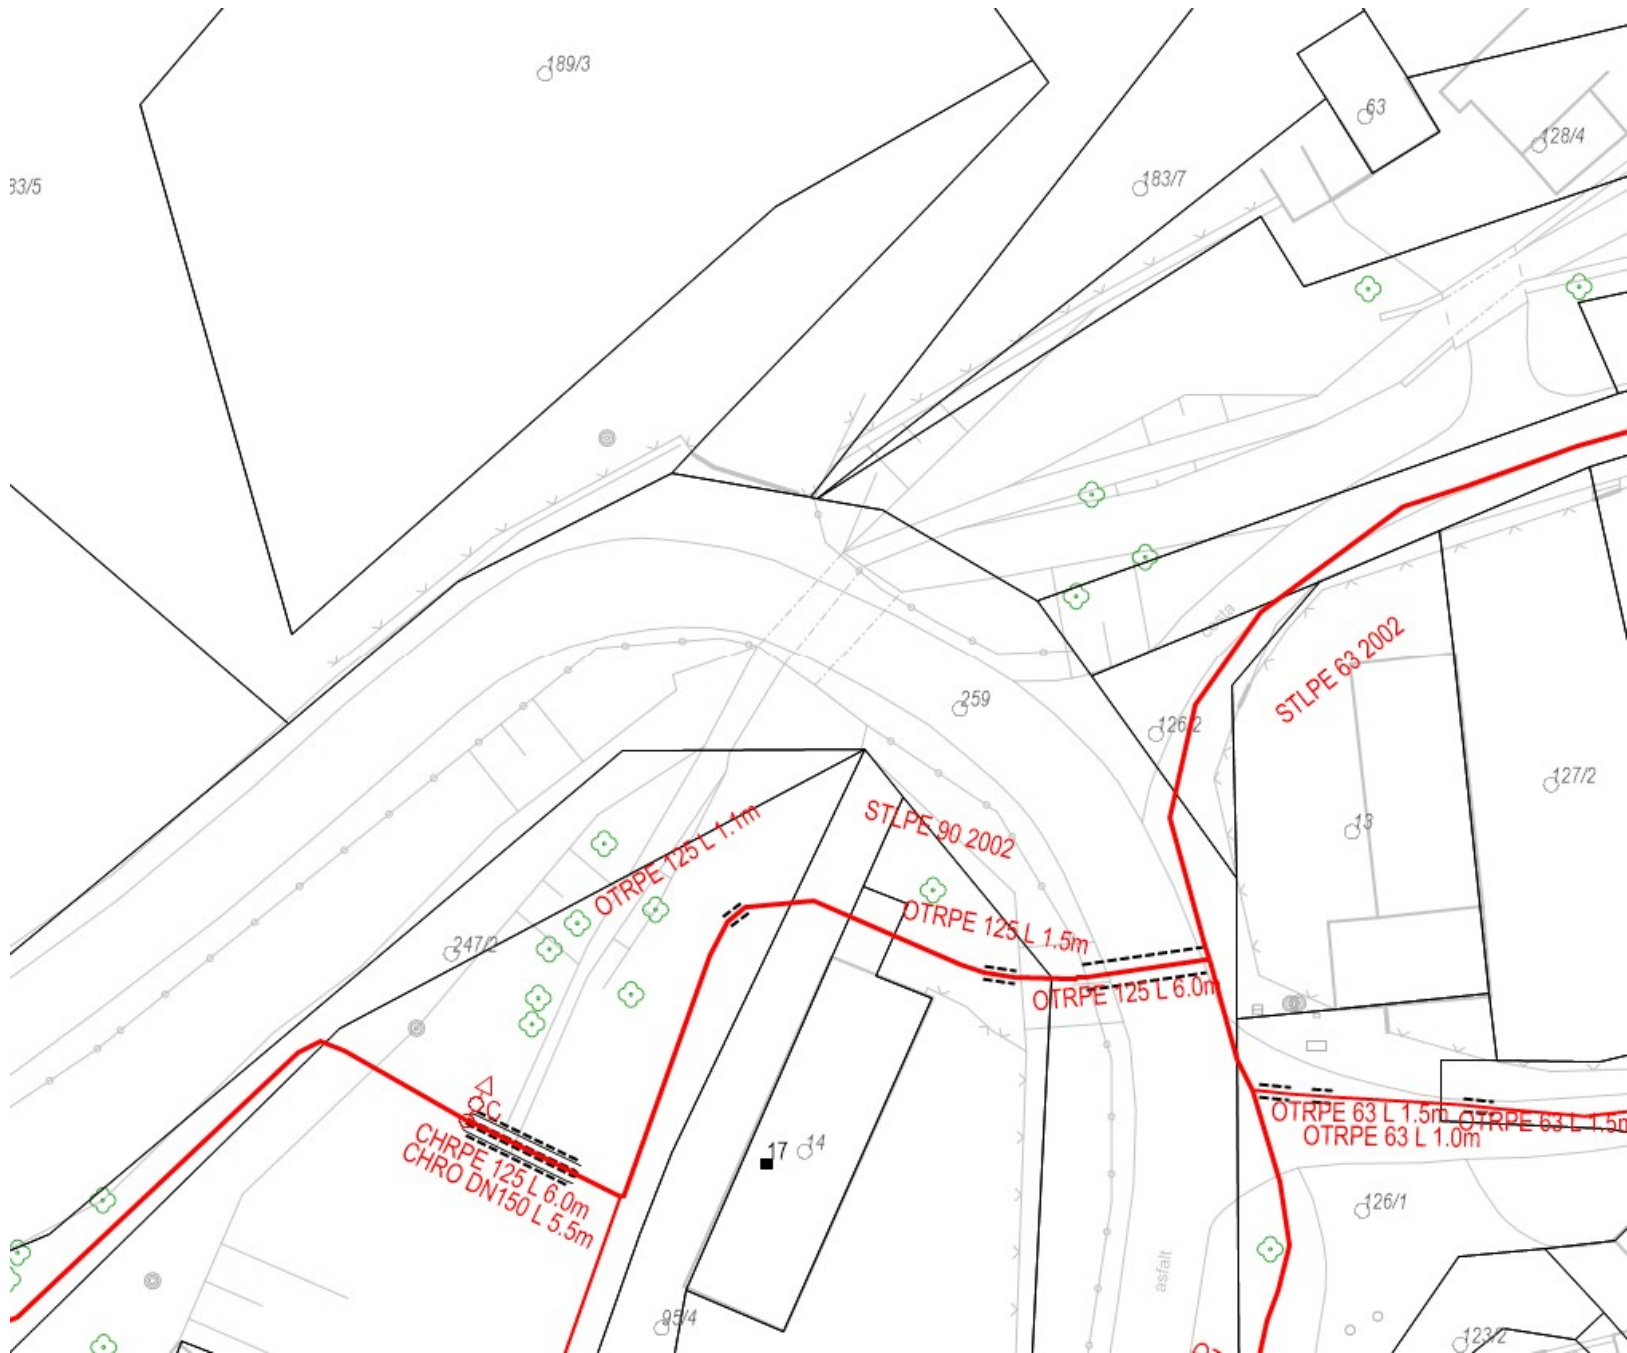 189/3
63
128/4
83/5
183/7
cesta
STLPE 63 2002
259
126/2
127/2
STLPE 90 2002
OTRPE 125 L 1.1m
13
OTRPE 125 L 1.5m
247/2
OTRPE 125 L 6.0m
C
OTRPE 63 L 1.5m
OTRPE 63 L 1.5m
OTRPE 63 L 1.0m
CHRPE 125 L 6.0m
CHRO DN150 L 5.5m
17
14
126/1
asfalt
95/4
123/2